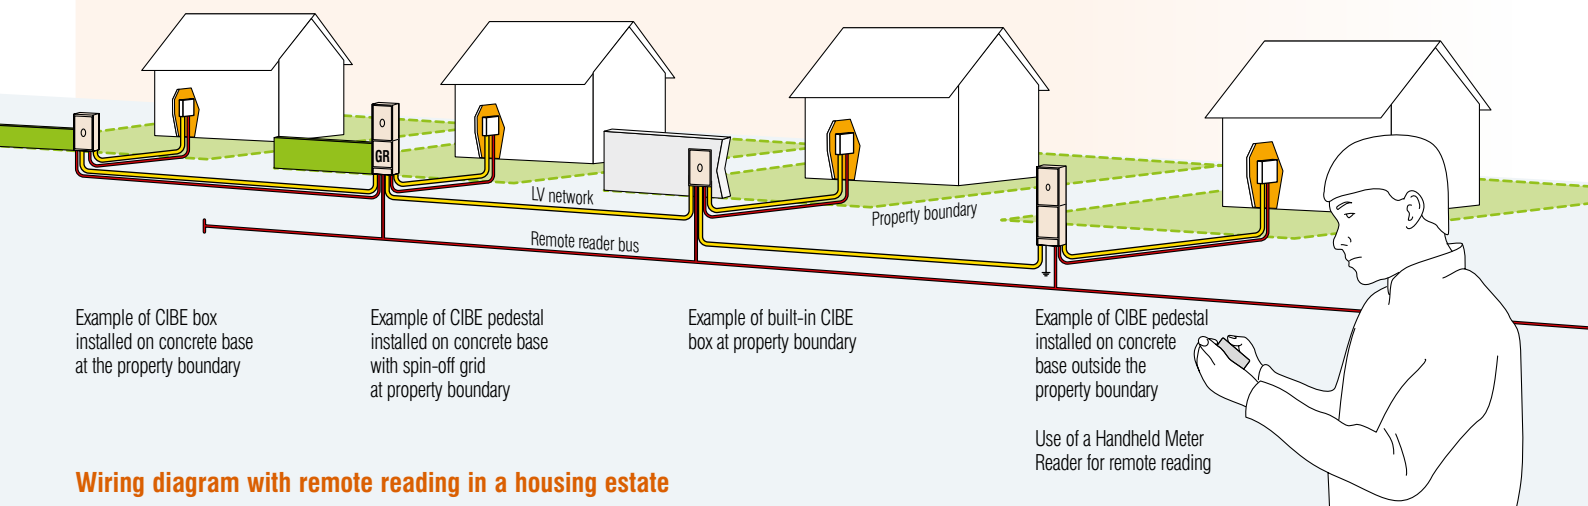 GR
LV network
Property boundary
Remote reader bus
Example of CIBE box
installed on concrete base
at the property boundary
Example of CIBE pedestal
installed on concrete base
with spin-off grid
at property boundary
Example of built-in CIBE
box at property boundary
Example of CIBE pedestal
installed on concrete
base outside the
property boundary
Use of a Handheld Meter
Reader for remote reading
Wiring diagram with remote reading in a housing estate